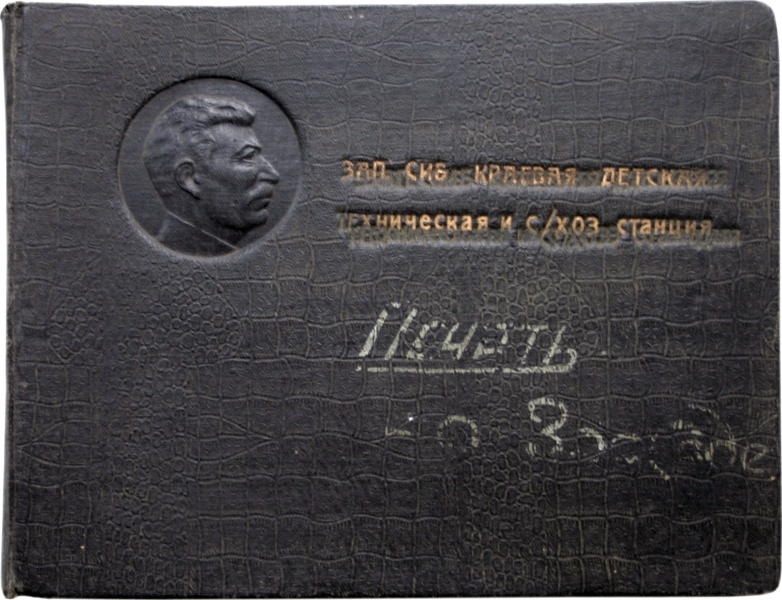 ЗАП. СИБ КРАЕВАЯ ДЕТСКАЯ
ТЕХНИЧЕСКАЯ И С/ХОЗ СТАНЦИЯ
Печать